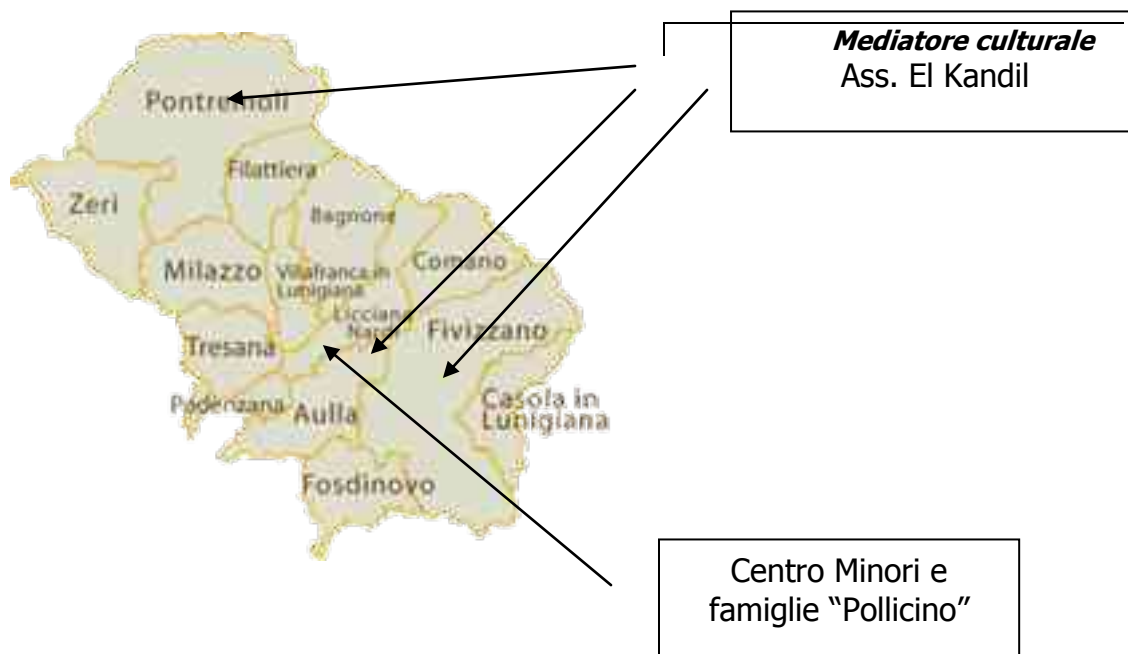 Mediatore culturale
Ass. El Kandil
Pontremoli
Filattiera
Zeri
Bagnone
Milazzo
Villafranca in
Lunigiana
Comano
Licciana
Nardi
Fivizzano
Tresana
Podenzana
Aulla
Casola in
Lunigiana
Fosdinovo
Centro Minori e
famiglie “Pollicino”